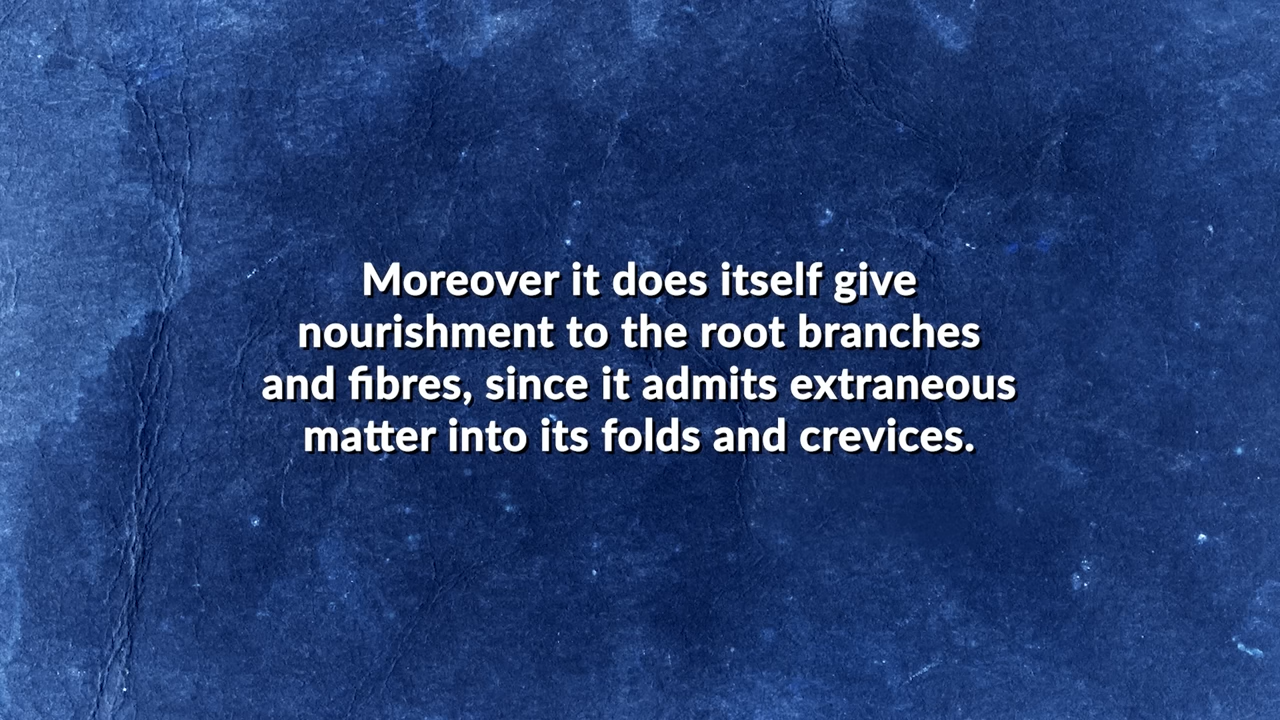 Moreover it does itself give
nourishment to the root branches
and fibres, since it admits extraneous
matter into its folds and crevices.